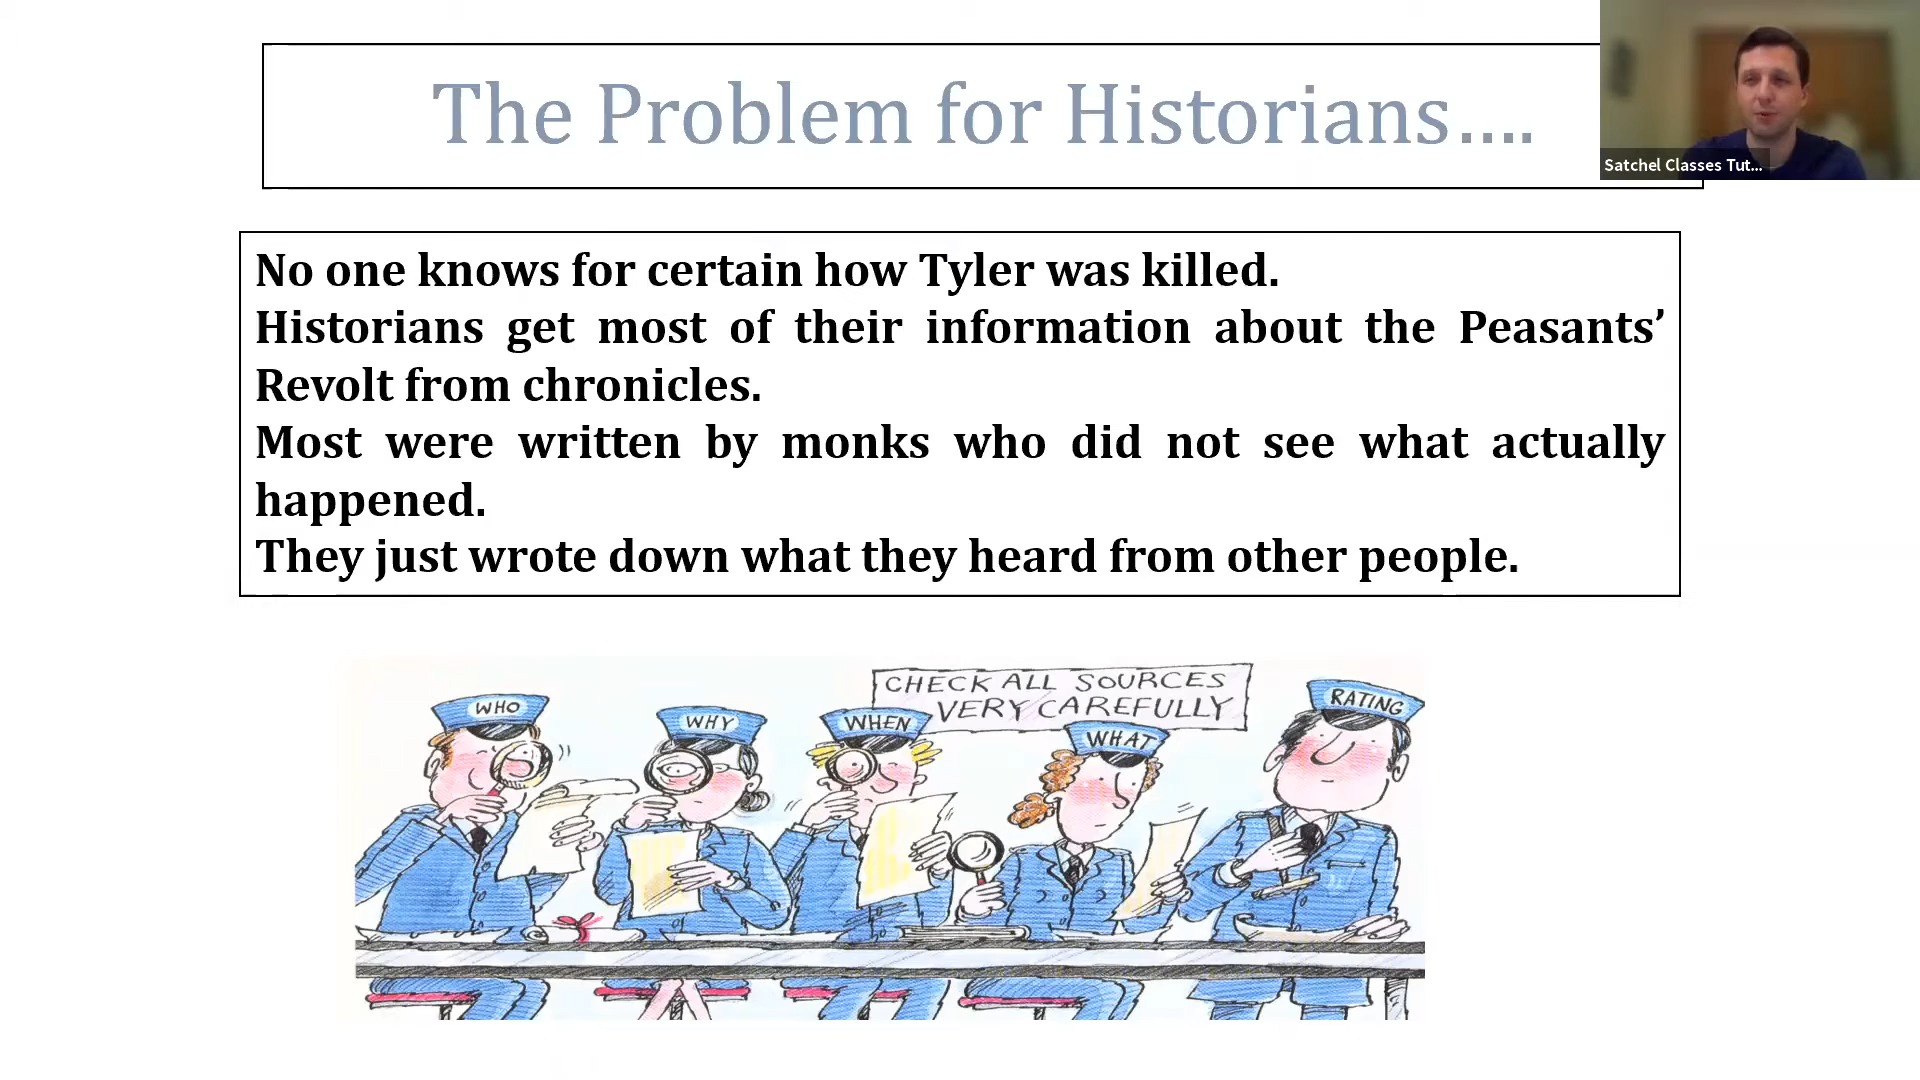 The Problem for Historians....
Satchel Classes Tut...
No one knows for certain how Tyler was killed.
Historians get most of their information about the Peasants’
Revolt from chronicles.
Most were written by monks who did not see what actually
happened.
They just wrote down what they heard from other people.
CHECK ALL SOURCES
VERY CAREFULLY
WHO
WHY
WHEN
WHAT
RATING